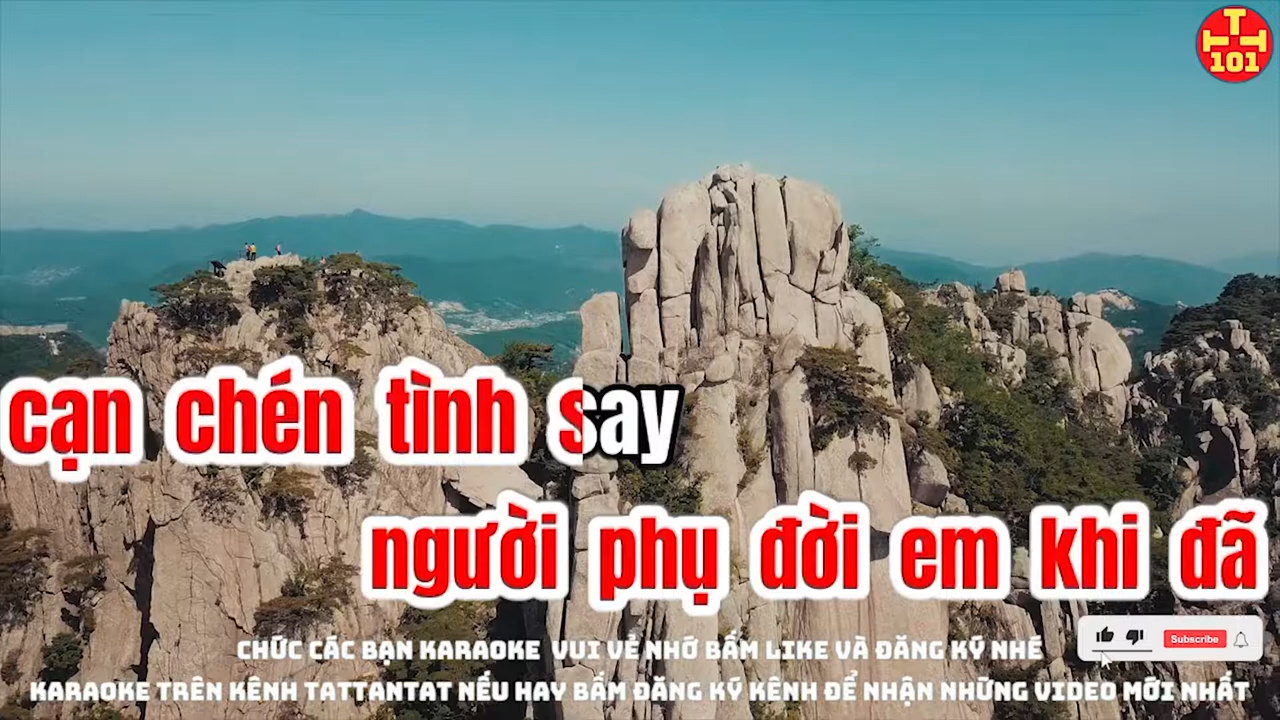 T
T T
101
cạn chén tình say
người phụ đời em khi đã
CHỨC CÁC BẠN KARAOKE VUI VẺ NHỚ BẤM LIKE VÀ ĐĂNG KÝ NHÉ
Subscribe
KARAOKE TRÊN KÊNH TATTANTAT NẾU HAY BẤM ĐĂNG KÝ KÊNH ĐỂ NHẬN NHỮNG VIDEO MỚI NHẤT